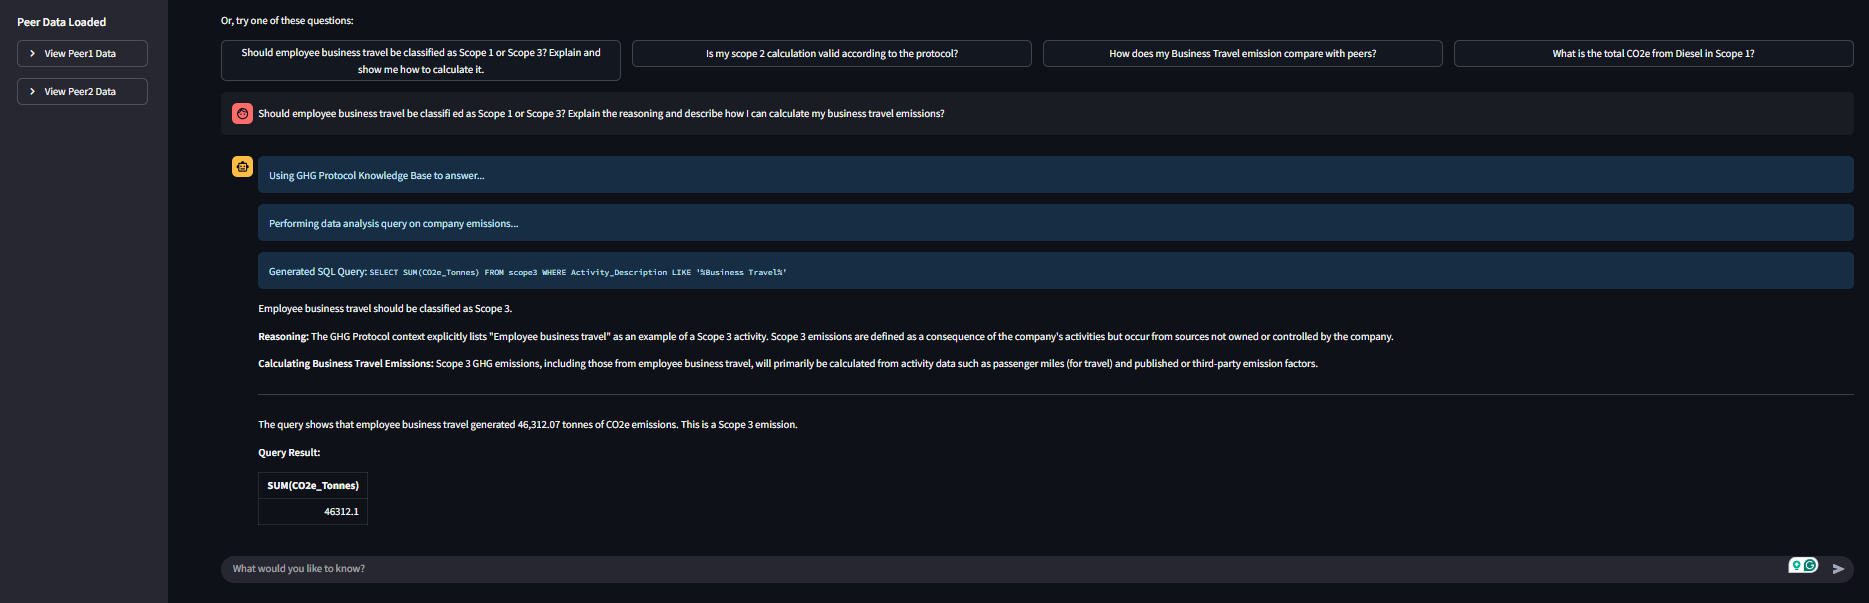 Peer Data Loaded
View Peer1 Data
View Peer2 Data
Or, try one of these questions:
Should employee business travel be classified as Scope 1 or Scope 3? Explain and
show me how to calculate it.
Is my scope 2 calculation valid according to the protocol?
How does my Business Travel emission compare with peers?
What is the total CO2e from Diesel in Scope 1?
Should employee business travel be classifi ed as Scope 1 or Scope 3? Explain the reasoning and describe how I can calculate my business travel emissions?
Using GHG Protocol Knowledge Base to answer...
Performing data analysis query on company emissions...
Generated SQL Query: SELECT SUM(CO2e_Tonnes) FROM scope3 WHERE Activity_Description LIKE '%Business Travel%'
Employee business travel should be classified as Scope 3.
Reasoning: The GHG Protocol context explicitly lists "Employee business travel" as an example of a Scope 3 activity. Scope 3 emissions are defined as a consequence of the company's activities but occur from sources not owned or controlled by the company.
Calculating Business Travel Emissions: Scope 3 GHG emissions, including those from employee business travel, will primarily be calculated from activity data such as passenger miles (for travel) and published or third-party emission factors.
The query shows that employee business travel generated 46,312.07 tonnes of CO2e emissions. This is a Scope 3 emission.
Query Result:
SUM(CO2e_Tonnes)
46312.1
What would you like to know?